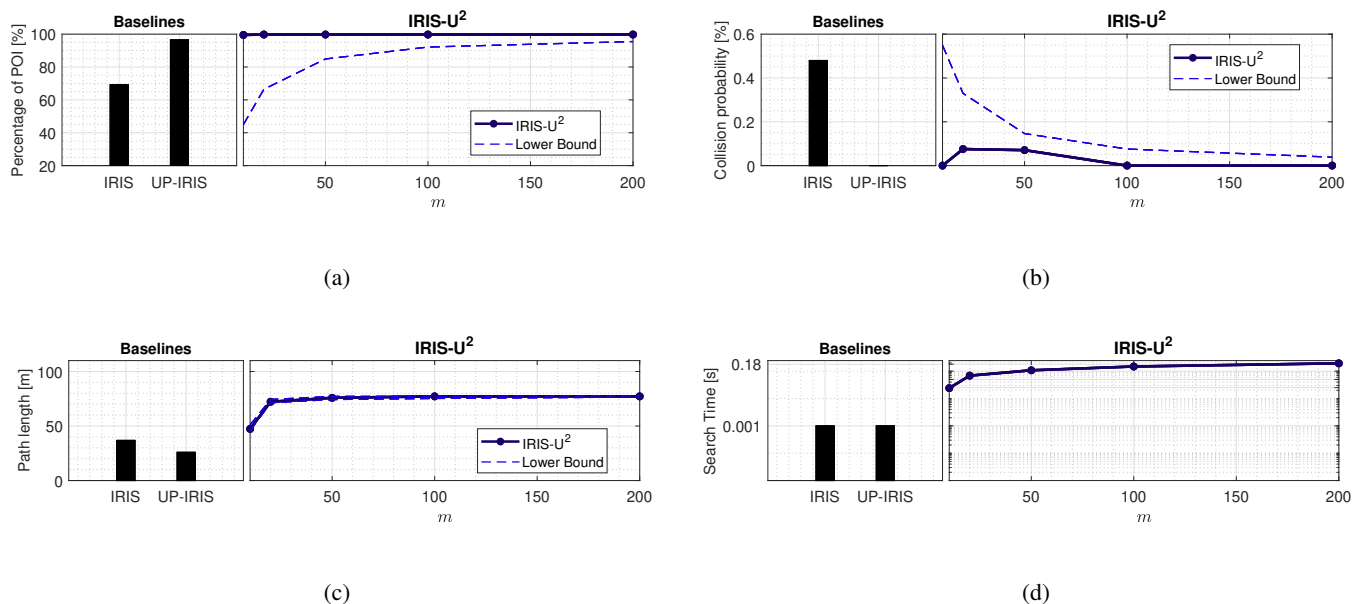 Baselines
IRIS-U²
Percentage of POI [%]
100
80
60
40
20
IRIS
UP-IRIS
50
100
150
200
m
IRIS-U²
Lower Bound
(a)
Baselines
IRIS-U²
Collision probability [%]
0.6
0.4
0.2
0
IRIS
UP-IRIS
50
100
150
200
m
IRIS-U²
Lower Bound
(b)
Baselines
IRIS-U²
Path length [m]
100
50
0
IRIS
UP-IRIS
50
100
150
200
m
IRIS-U²
Lower Bound
(c)
Baselines
IRIS-U²
Search Time [s]
0.18
0.001
IRIS
UP-IRIS
50
100
150
200
m
(d)